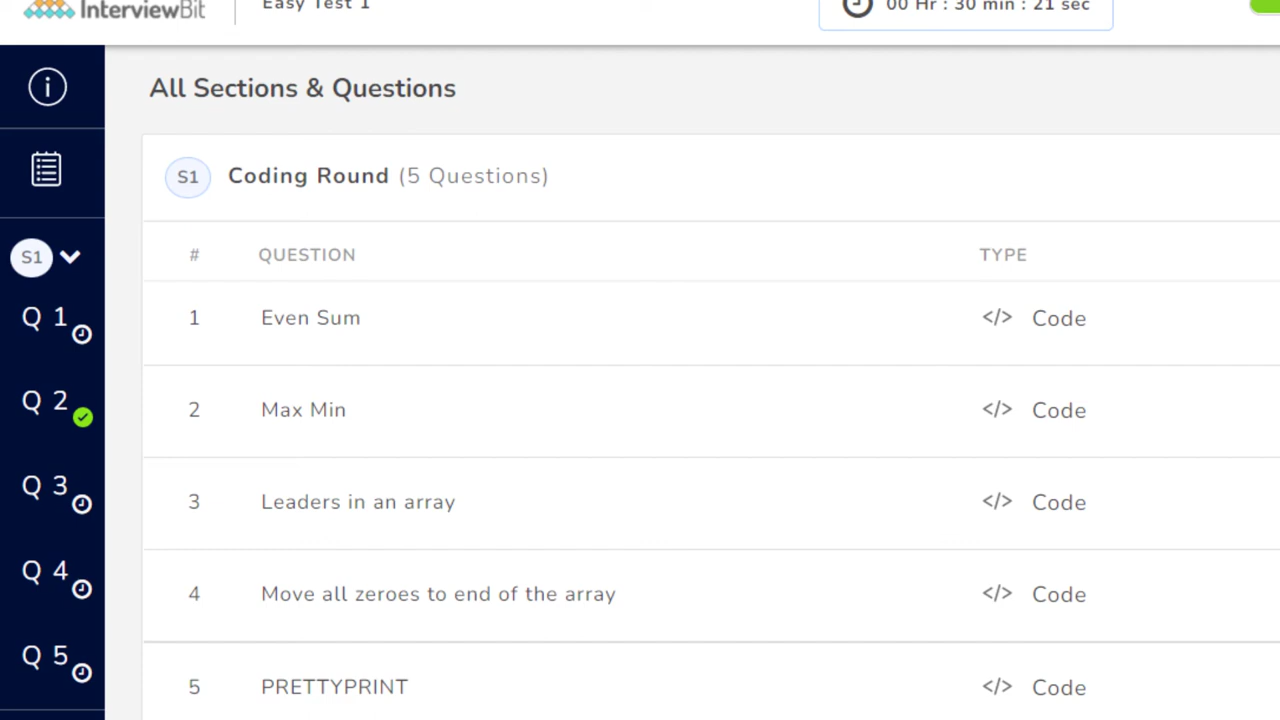 InterviewBit
Easy Test 1
00 Hr : 30 min : 21 sec
All Sections & Questions
S1 Coding Round (5 Questions)
# QUESTION TYPE
S1
Q 1
1 Even Sum </> Code
Q 2
2 Max Min </> Code
Q 3
3 Leaders in an array </> Code
Q 4
4 Move all zeroes to end of the array </> Code
Q 5
5 PRETTYPRINT </> Code